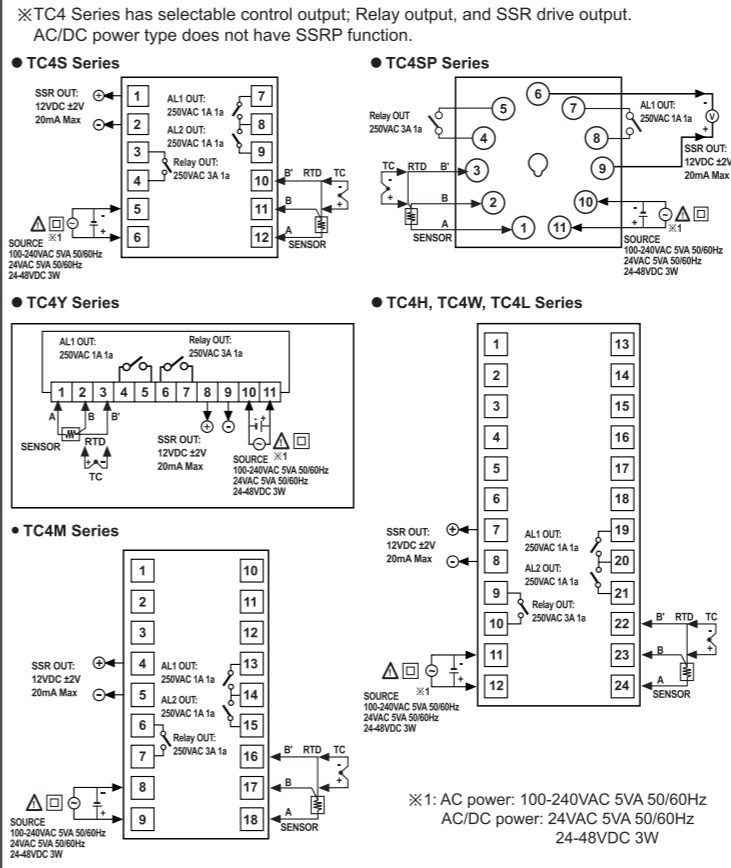 ※TC4 Series has selectable control output; Relay output, and SSR drive output.
AC/DC power type does not have SSRP function.
● TC4S Series
SSR OUT:
12VDC ±2V
20mA Max
1
2
3
4
5
6
AL1 OUT:
250VAC 1A 1a
AL2 OUT:
250VAC 1A 1a
Relay OUT:
250VAC 3A 1a
7
8
9
10
11
12
B' RTD TC
B
A
SENSOR
- +
※1
SOURCE
100-240VAC 5VA 50/60Hz
24VAC 5VA 50/60Hz
24-48VDC 3W
● TC4SP Series
Relay OUT
250VAC 3A 1a
5
4
3
2
1
6
7
8
9
10
11
AL1 OUT:
250VAC 1A 1a
-
V
+
SSR OUT:
12VDC ±2V
20mA Max
TC RTD B'
B
A
SENSOR
- +
※1
SOURCE
100-240VAC 5VA 50/60Hz
24VAC 5VA 50/60Hz
24-48VDC 3W
● TC4Y Series
AL1 OUT:
250VAC 1A 1a
Relay OUT:
250VAC 3A 1a
1 2 3 4 5 6 7 8 9 10 11
A B B'
SENSOR
RTD
TC
SSR OUT:
12VDC ±2V
20mA Max
- +
SOURCE ※1
100-240VAC 5VA 50/60Hz
24VAC 5VA 50/60Hz
24-48VDC 3W
● TC4H, TC4W, TC4L Series
1
2
3
4
5
6
7
8
9
10
11
12
13
14
15
16
17
18
19
20
21
22
23
24
SSR OUT:
12VDC ±2V
20mA Max
AL1 OUT:
250VAC 1A 1a
AL2 OUT:
250VAC 1A 1a
Relay OUT:
250VAC 3A 1a
B' RTD TC
B
A
SENSOR
- +
※1
SOURCE
100-240VAC 5VA 50/60Hz
24VAC 5VA 50/60Hz
24-48VDC 3W
● TC4M Series
1
2
3
4
5
6
7
8
9
10
11
12
13
14
15
16
17
18
SSR OUT:
12VDC ±2V
20mA Max
AL1 OUT:
250VAC 1A 1a
AL2 OUT:
250VAC 1A 1a
Relay OUT:
250VAC 3A 1a
B' RTD TC
B
A
SENSOR
- +
※1
SOURCE
100-240VAC 5VA 50/60Hz
24VAC 5VA 50/60Hz
24-48VDC 3W
※1: AC power: 100-240VAC 5VA 50/60Hz
AC/DC power: 24VAC 5VA 50/60Hz
24-48VDC 3W